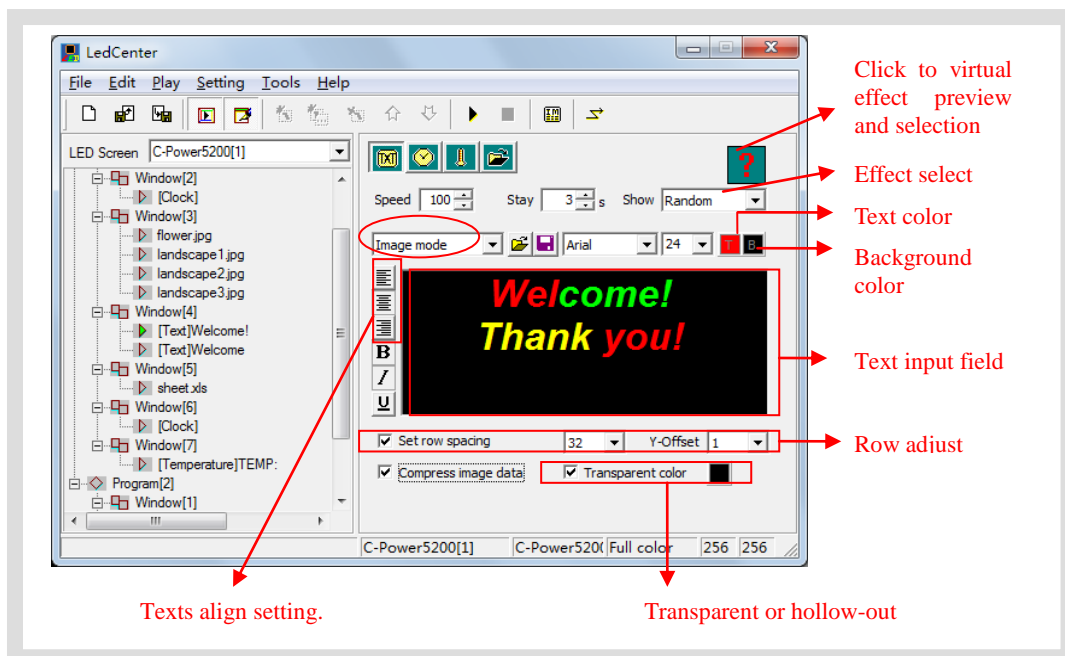 LedCenter
File Edit Play Setting Tools Help
LED Screen C-Power5200[1]
Window[2]
[Clock]
Window[3]
flower.jpg
landscape1.jpg
landscape2.jpg
landscape3.jpg
Window[4]
[Text]Welcome!
[Text]Welcome
Window[5]
sheet.xls
Window[6]
[Clock]
Window[7]
[Temperature]TEMP:
Program[2]
Window[1]
TXT
?
Speed 100 Stay 3 s Show Random
Image mode Arial 24 T B
B
I
U
Welcome!
Thank you!
Set row spacing 32 Y-Offset 1
Compress image data Transparent color
C-Power5200[1] C-Power520( Full color 256 256
Click to virtual
effect preview
and selection
Effect select
Text color
Background
color
Text input field
Row adjust
Texts align setting.
Transparent or hollow-out